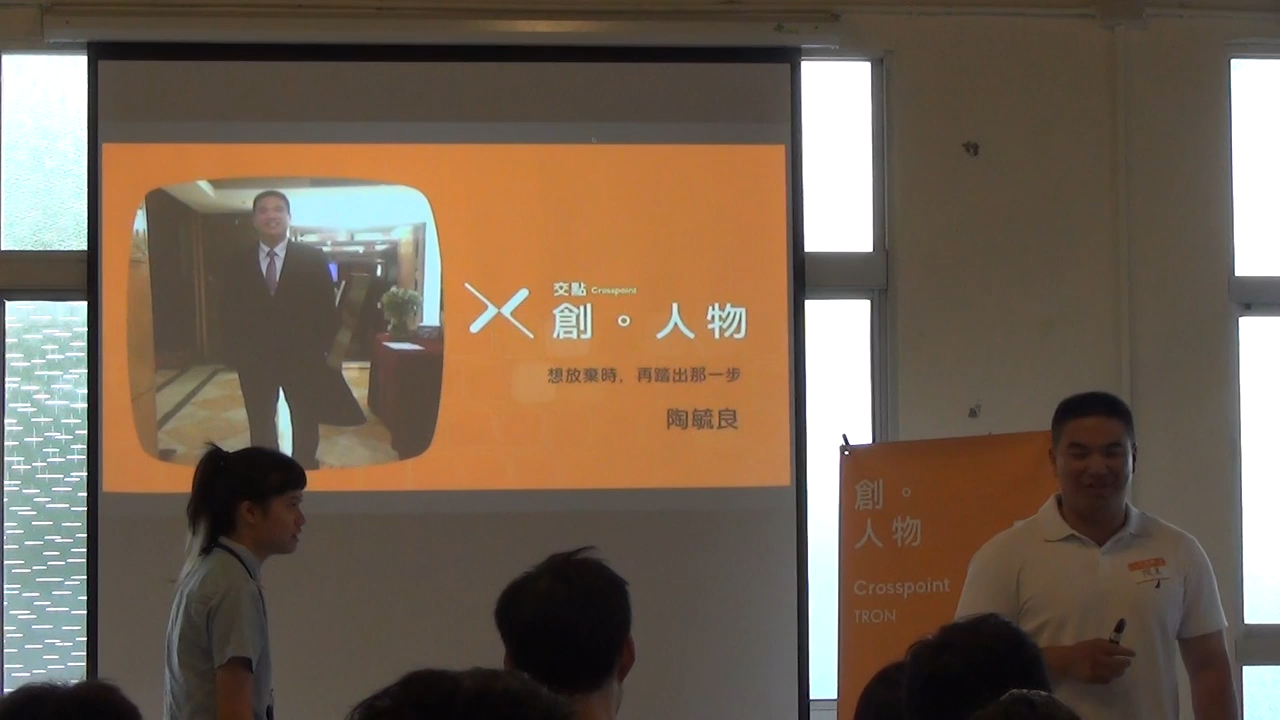 交點 Crosspoint
創。人物
想放棄時，再踏出那一步
陶毓良
創。
人物
Crosspoint
TRON